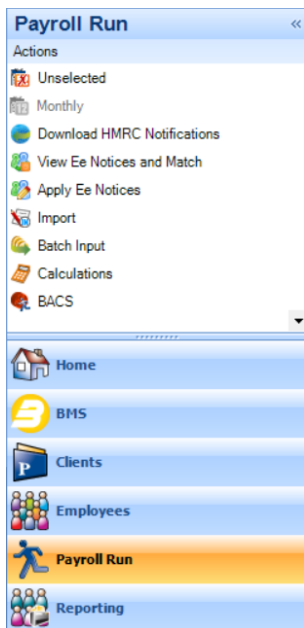 Payroll Run
Actions
Unselected
Monthly
Download HMRC Notifications
View Ee Notices and Match
Apply Ee Notices
Import
Batch Input
Calculations
BACS
Home
BMS
Clients
Employees
Payroll Run
Reporting